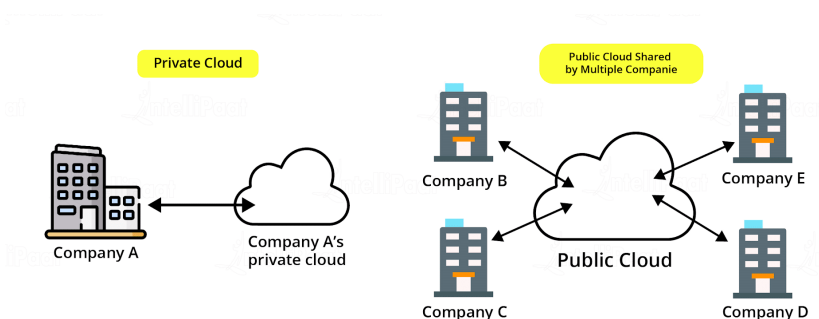 Private Cloud
Company A
Company A's
private cloud
Public Cloud Shared
by Multiple Companie
Company B
Company E
Public Cloud
Company C
Company D